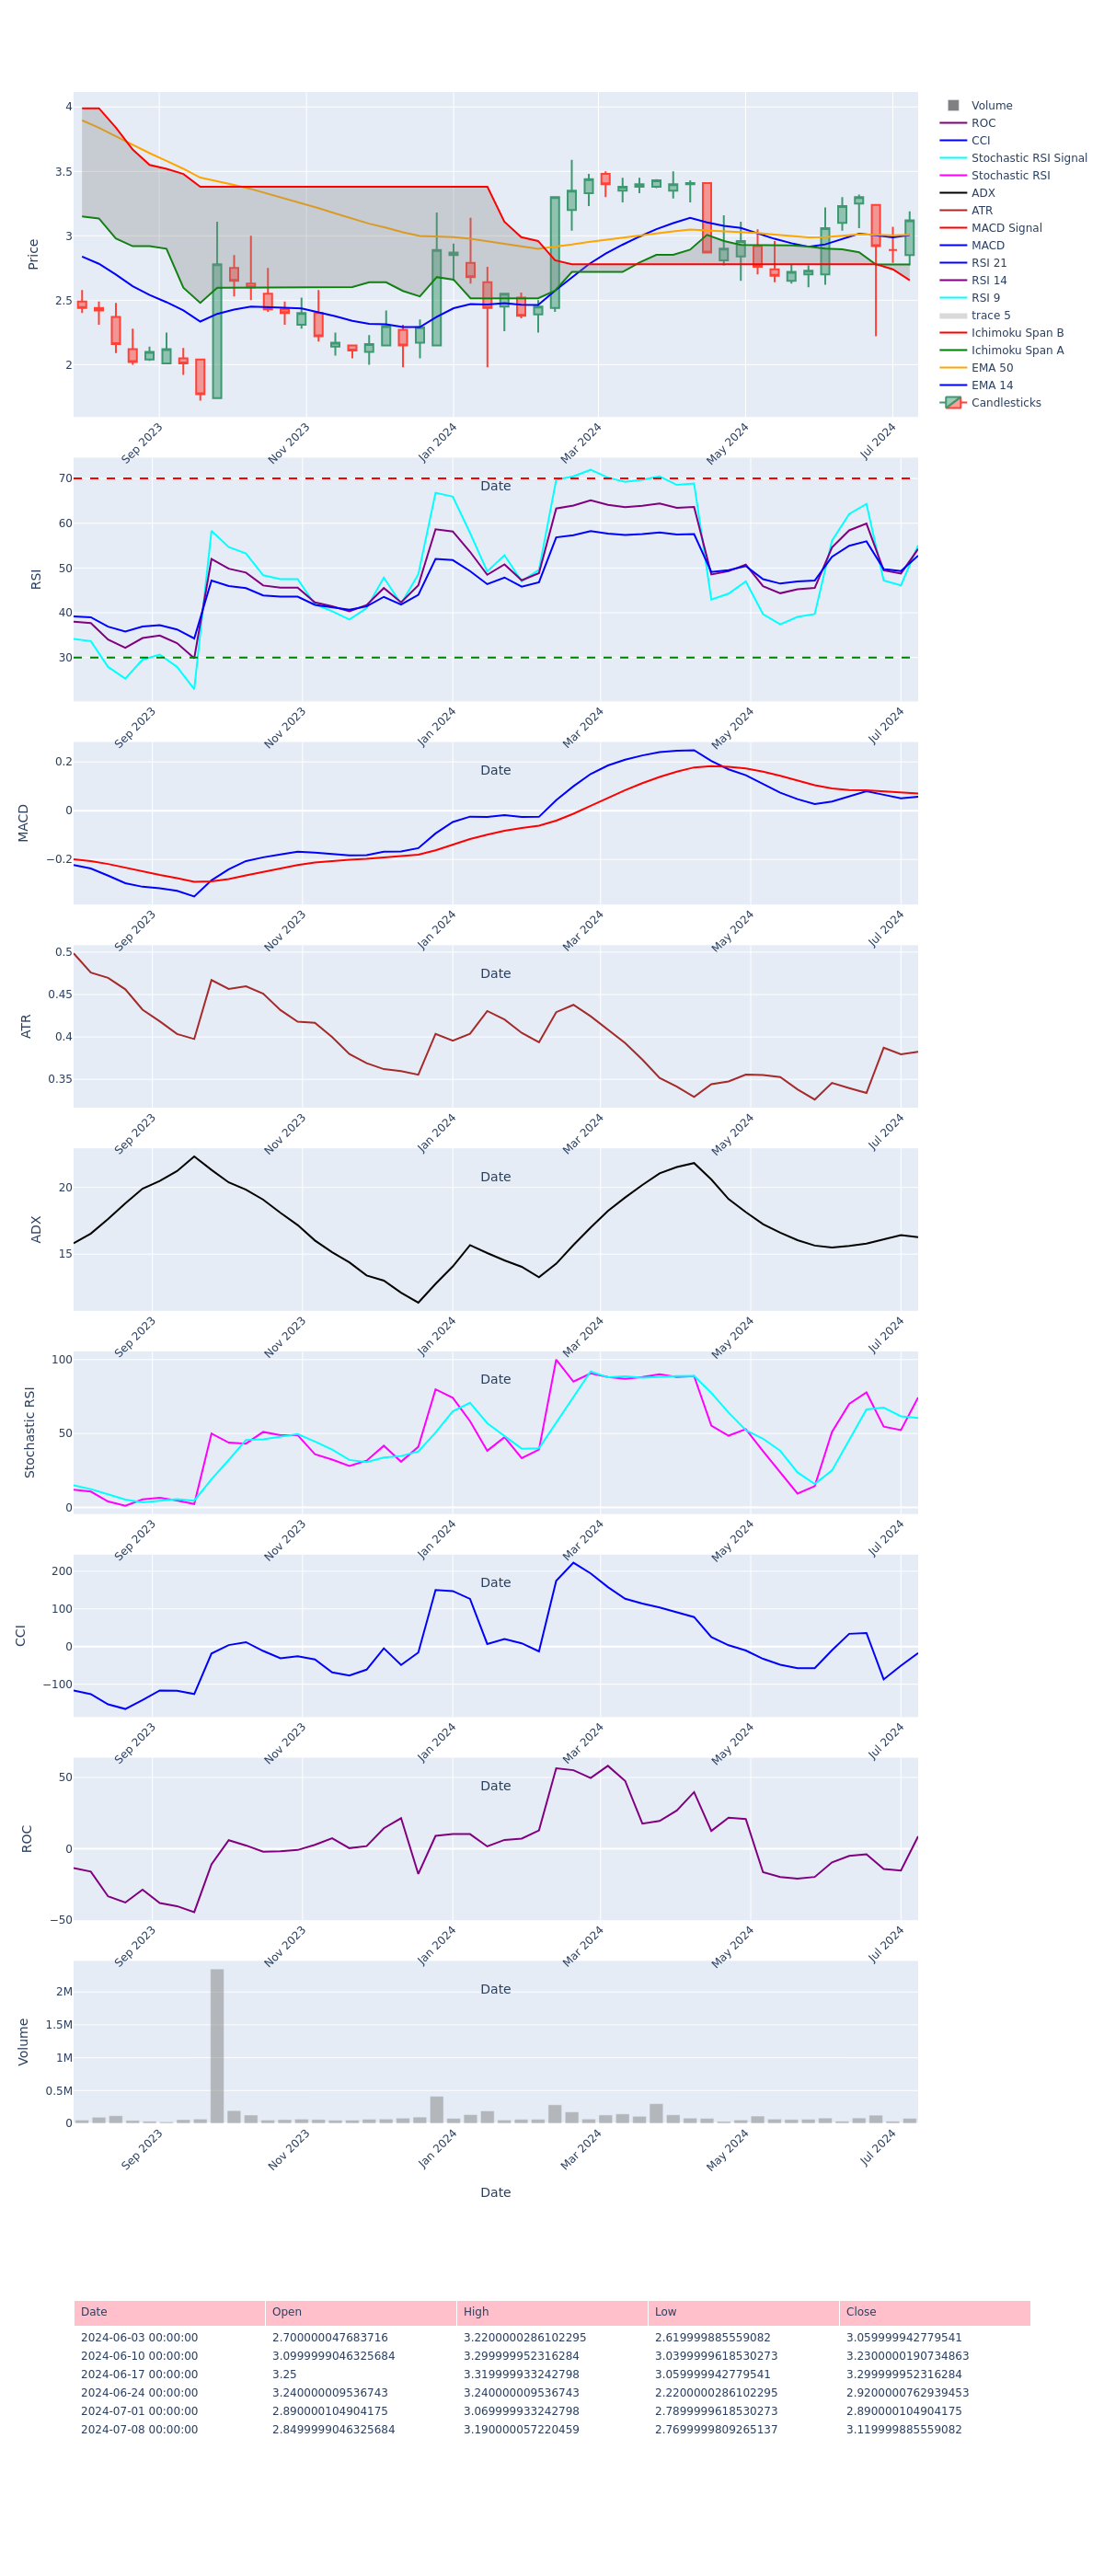 4
3.5
3
2.5
2
Price
Sep 2023
Nov 2023
Jan 2024
Mar 2024
May 2024
Jul 2024
Date
Volume
ROC
CCI
Stochastic RSI Signal
Stochastic RSI
ADX
ATR
MACD Signal
MACD
RSI 21
RSI 14
RSI 9
trace 5
Ichimoku Span B
Ichimoku Span A
EMA 50
EMA 14
Candlesticks
70
60
50
40
30
RSI
Sep 2023
Nov 2023
Jan 2024
Mar 2024
May 2024
Jul 2024
Date
0.2
0
−0.2
MACD
Sep 2023
Nov 2023
Jan 2024
Mar 2024
May 2024
Jul 2024
Date
0.5
0.45
0.4
0.35
ATR
Sep 2023
Nov 2023
Jan 2024
Mar 2024
May 2024
Jul 2024
Date
20
15
ADX
Sep 2023
Nov 2023
Jan 2024
Mar 2024
May 2024
Jul 2024
Date
100
50
0
Stochastic RSI
Sep 2023
Nov 2023
Jan 2024
Mar 2024
May 2024
Jul 2024
Date
200
100
0
−100
CCI
Sep 2023
Nov 2023
Jan 2024
Mar 2024
May 2024
Jul 2024
Date
50
0
−50
ROC
Sep 2023
Nov 2023
Jan 2024
Mar 2024
May 2024
Jul 2024
Date
2M
1.5M
1M
0.5M
0
Volume
Sep 2023
Nov 2023
Jan 2024
Mar 2024
May 2024
Jul 2024
Date
Date Open High Low Close
2024-06-03 00:00:00 2.700000047683716 3.2200000286102295 2.619999885559082 3.059999942779541
2024-06-10 00:00:00 3.0999999046325684 3.299999952316284 3.0399999618530273 3.2300000190734863
2024-06-17 00:00:00 3.25 3.319999933242798 3.059999942779541 3.299999952316284
2024-06-24 00:00:00 3.240000009536743 3.240000009536743 2.2200000286102295 2.9200000762939453
2024-07-01 00:00:00 2.890000104904175 3.069999933242798 2.7899999618530273 2.890000104904175
2024-07-08 00:00:00 2.8499999046325684 3.190000057220459 2.7699999809265137 3.119999885559082